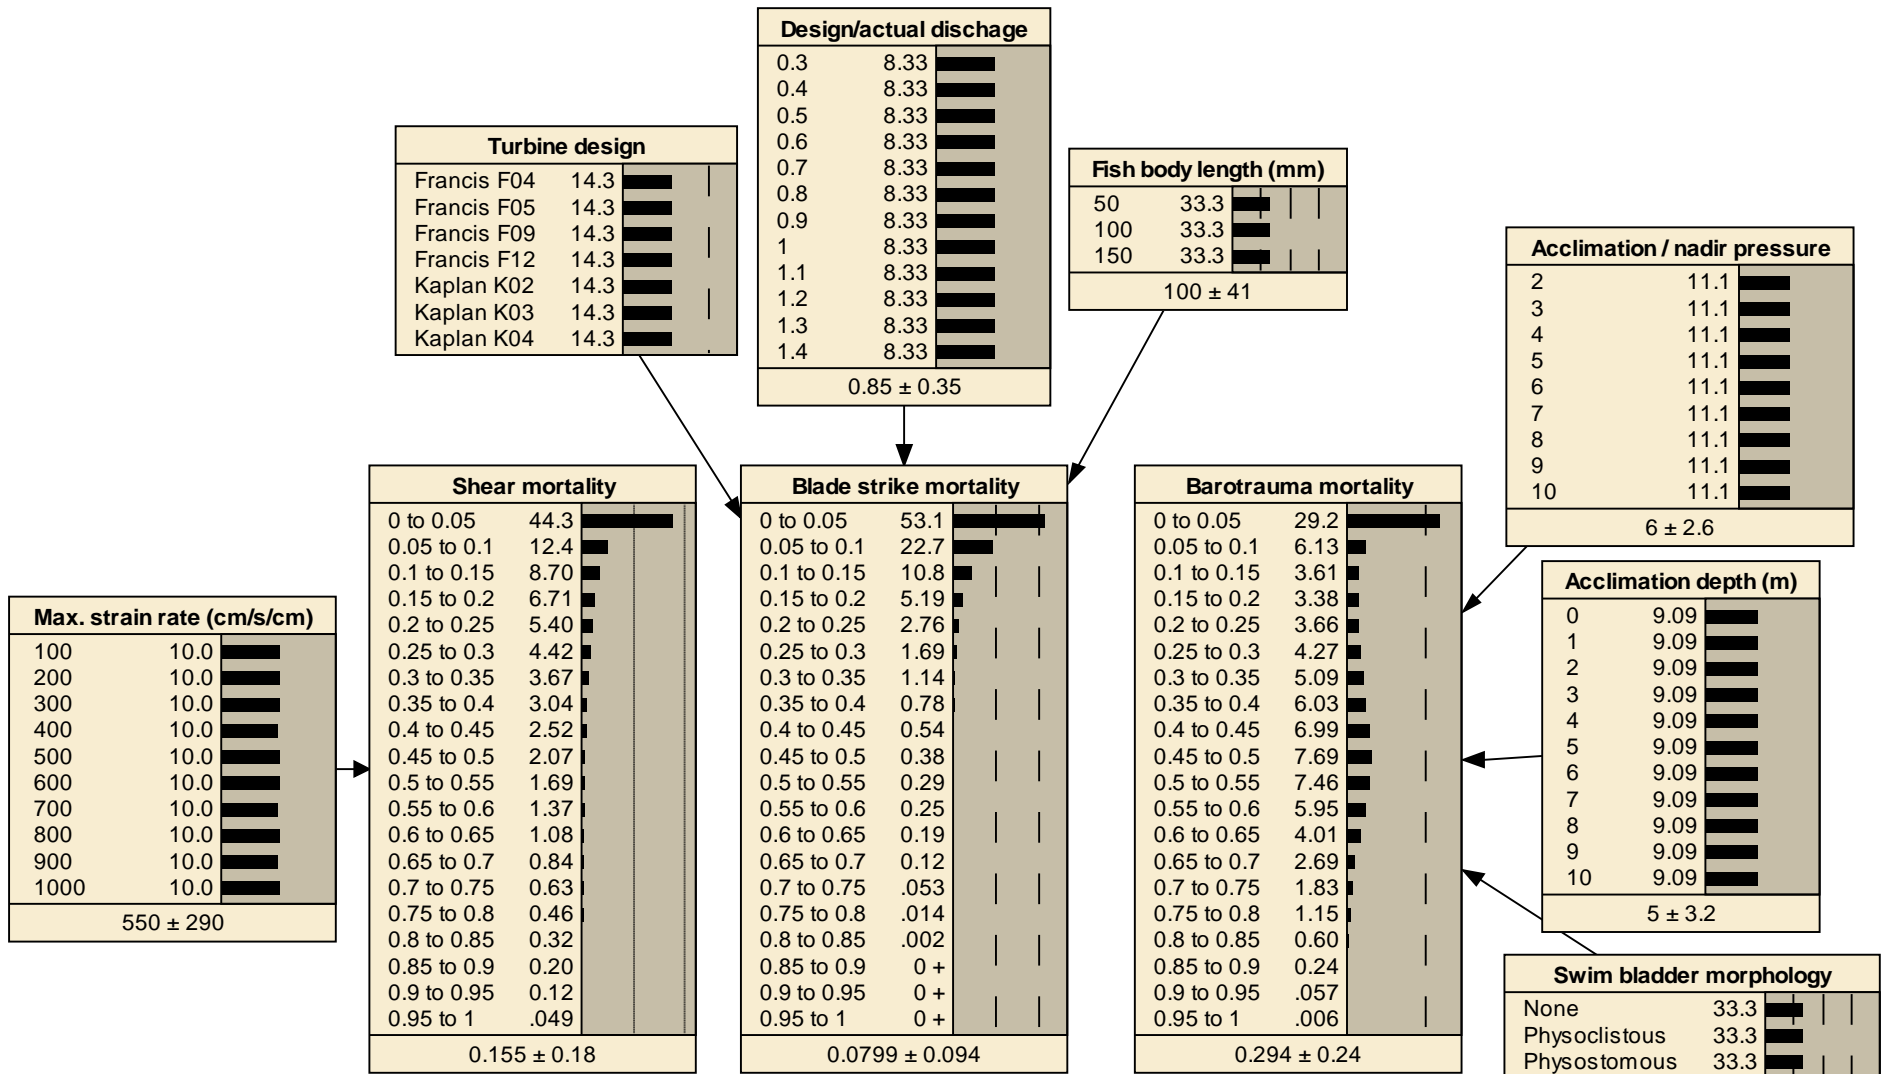 Design/actual dischage
0.3 8.33
0.4 8.33
0.5 8.33
0.6 8.33
0.7 8.33
0.8 8.33
0.9 8.33
1 8.33
1.1 8.33
1.2 8.33
1.3 8.33
1.4 8.33
0.85 ± 0.35
Turbine design
Francis F04 14.3
Francis F05 14.3
Francis F09 14.3
Francis F12 14.3
Kaplan K02 14.3
Kaplan K03 14.3
Kaplan K04 14.3
Fish body length (mm)
50 33.3
100 33.3
150 33.3
100 ± 41
Acclimation / nadir pressure
2 11.1
3 11.1
4 11.1
5 11.1
6 11.1
7 11.1
8 11.1
9 11.1
10 11.1
6 ± 2.6
Max. strain rate (cm/s/cm)
100 10.0
200 10.0
300 10.0
400 10.0
500 10.0
600 10.0
700 10.0
800 10.0
900 10.0
1000 10.0
550 ± 290
Shear mortality
0 to 0.05 44.3
0.05 to 0.1 12.4
0.1 to 0.15 8.70
0.15 to 0.2 6.71
0.2 to 0.25 5.40
0.25 to 0.3 4.42
0.3 to 0.35 3.67
0.35 to 0.4 3.04
0.4 to 0.45 2.52
0.45 to 0.5 2.07
0.5 to 0.55 1.69
0.55 to 0.6 1.37
0.6 to 0.65 1.08
0.65 to 0.7 0.84
0.7 to 0.75 0.63
0.75 to 0.8 0.46
0.8 to 0.85 0.32
0.85 to 0.9 0.20
0.9 to 0.95 0.12
0.95 to 1 .049
0.155 ± 0.18
Blade strike mortality
0 to 0.05 53.1
0.05 to 0.1 22.7
0.1 to 0.15 10.8
0.15 to 0.2 5.19
0.2 to 0.25 2.76
0.25 to 0.3 1.69
0.3 to 0.35 1.14
0.35 to 0.4 0.78
0.4 to 0.45 0.54
0.45 to 0.5 0.38
0.5 to 0.55 0.29
0.55 to 0.6 0.25
0.6 to 0.65 0.19
0.65 to 0.7 0.12
0.7 to 0.75 .053
0.75 to 0.8 .014
0.8 to 0.85 .002
0.85 to 0.9 0 +
0.9 to 0.95 0 +
0.95 to 1 0 +
0.0799 ± 0.094
Barotrauma mortality
0 to 0.05 29.2
0.05 to 0.1 6.13
0.1 to 0.15 3.61
0.15 to 0.2 3.38
0.2 to 0.25 3.66
0.25 to 0.3 4.27
0.3 to 0.35 5.09
0.35 to 0.4 6.03
0.4 to 0.45 6.99
0.45 to 0.5 7.69
0.5 to 0.55 7.46
0.55 to 0.6 5.95
0.6 to 0.65 4.01
0.65 to 0.7 2.69
0.7 to 0.75 1.83
0.75 to 0.8 1.15
0.8 to 0.85 0.60
0.85 to 0.9 0.24
0.9 to 0.95 .057
0.95 to 1 .006
0.294 ± 0.24
Acclimation depth (m)
0 9.09
1 9.09
2 9.09
3 9.09
4 9.09
5 9.09
6 9.09
7 9.09
8 9.09
9 9.09
10 9.09
5 ± 3.2
Swim bladder morphology
None 33.3
Physoclistous 33.3
Physostomous 33.3